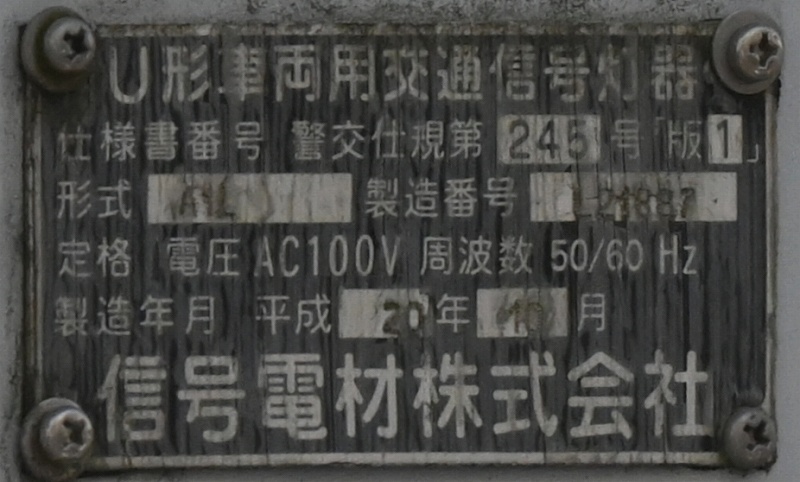 U形車両用交通信号灯器
仕様書番号 警交仕規第 245 号「版1」
形式 製造番号
定格 電圧 AC100V 周波数 50/60 Hz
製造年月 平成 20 年 月
信号電材株式会社